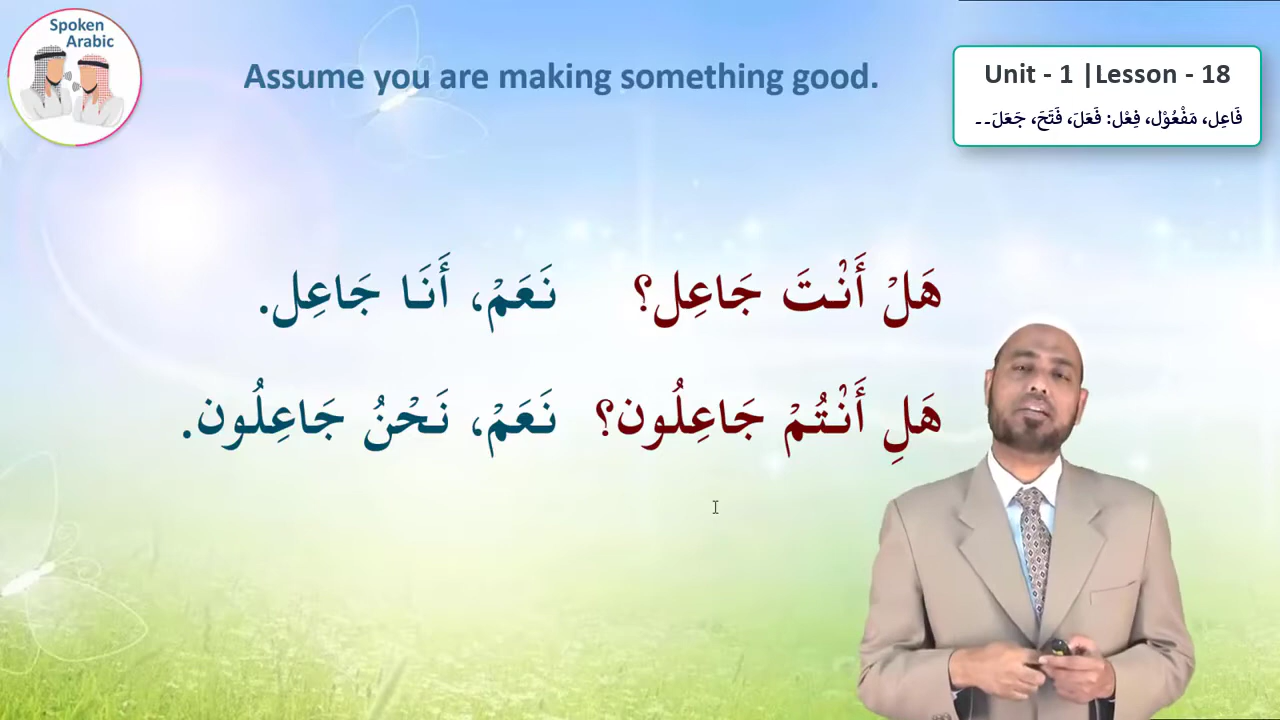 Spoken
Arabic
Assume you are making something good.
Unit - 1 |Lesson - 18
فَاعِل، مَفْعُوْل، فِعْل: فَعَلَ، فَتَحَ، جَعَلَ۔۔
هَلْ أَنْتَ جَاعِل؟ نَعَمْ، أَنَا جَاعِل.
هَلِ أَنْتُمْ جَاعِلُون؟ نَعَمْ، نَحْنُ جَاعِلُون.